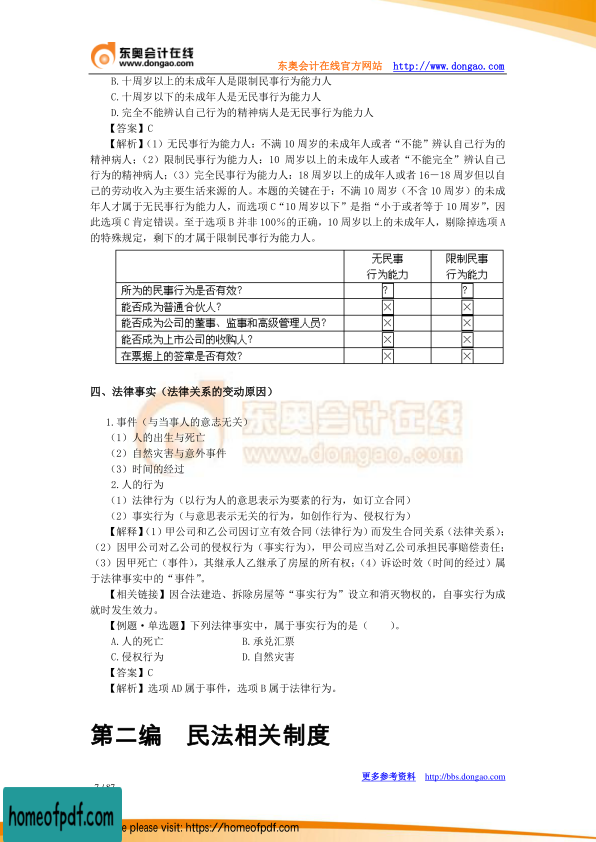 东奥会计在线
www.dongao.com
东奥会计在线官方网站 http://www.dongao.com
B.十周岁以上的未成年人是限制民事行为能力人
C.十周岁以下的未成年人是无民事行为能力人
D.完全不能辨认自己行为的精神病人是无民事行为能力人
【答案】C
【解析】(1)无民事行为能力人：不满 10 周岁的未成年人或者“不能”辨认自己行为的
精神病人；(2)限制民事行为能力人：10 周岁以上的未成年人或者“不能完全”辨认自己
行为的精神病人；(3)完全民事行为能力人：18 周岁以上的成年人或者 16－18 周岁但以自
己的劳动收入为主要生活来源的人。本题的关键在于：不满 10 周岁（不含 10 周岁）的未成
年人才属于无民事行为能力人，而选项 C“10 周岁以下”是指“小于或者等于 10 周岁”，因
此选项 C 肯定错误。至于选项 B 并非 100％的正确，10 周岁以上的未成年人，剔除掉选项 A
的特殊规定，剩下的才属于限制民事行为能力人。
无民事 限制民事
行为能力 行为能力
所为的民事行为是否有效? ? ?
能否成为普通合伙人? × ×
能否成为公司的董事、监事和高级管理人员? × ×
能否成为上市公司的收购人? × ×
在票据上的签章是否有效? × ×
四、法律事实（法律关系的变动原因）
东奥会计在线
www.dongao.com
1.事件（与当事人的意志无关）
（1）人的出生与死亡
（2）自然灾害与意外事件
（3）时间的经过
2.人的行为
（1）法律行为（以行为人的意思表示为要素的行为，如订立合同）
（2）事实行为（与意思表示无关的行为，如创作行为、侵权行为）
【解释】（1）甲公司和乙公司因订立有效合同（法律行为）而发生合同关系（法律关系）；
（2）因甲公司对乙公司的侵权行为（事实行为），甲公司应当对乙公司承担民事赔偿责任；
（3）因甲死亡（事件），其继承人乙继承了房屋的所有权；（4）诉讼时效（时间的经过）属
于法律事实中的“事件”。
【相关链接】因合法建造、拆除房屋等“事实行为”设立和消灭物权的，自事实行为成
就时发生效力。
【例题·单选题】下列法律事实中，属于事实行为的是（ ）。
A.人的死亡 B.承兑汇票
C.侵权行为 D.自然灾害
【答案】C
【解析】选项 AD 属于事件，选项 B 属于法律行为。
第二编 民法相关制度
更多参考资料 http://bbs.dongao.com
7 / 87
homeofpdf.com
e please visit: https://homeofpdf.com